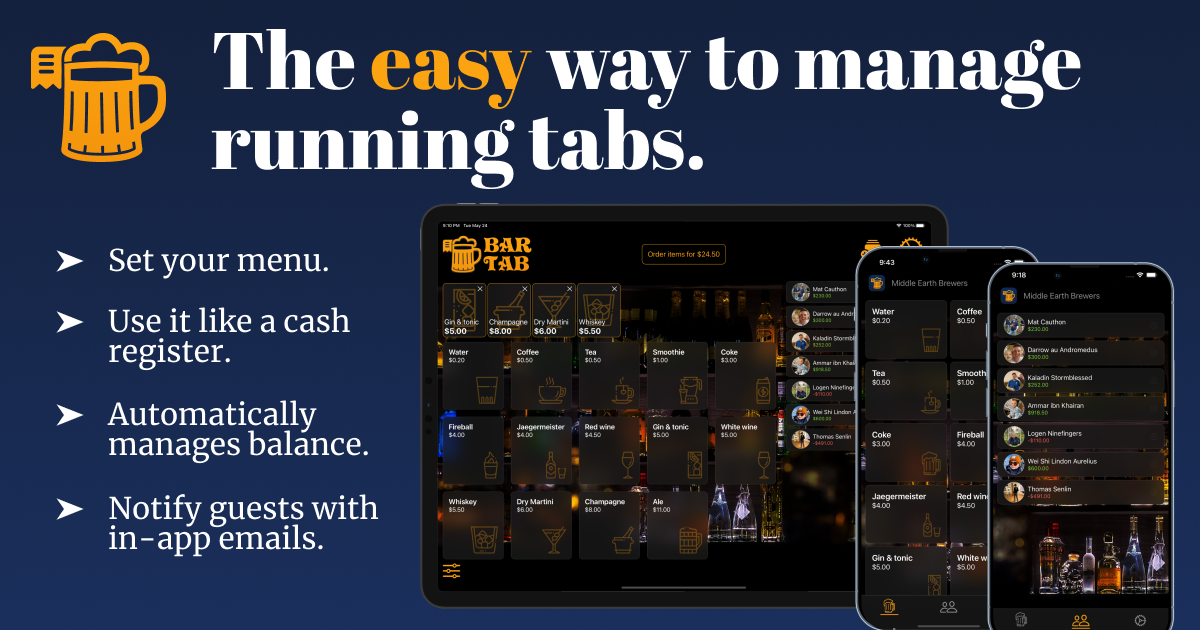 The easy way to manage
running tabs.
Set your menu.
Use it like a cash
register.
Automatically
manages balance.
Notify guests with
in-app emails.
9:10 PM Tue May 24
100%
BAR
TAB
Order items for $24.50
Gin & tonic
$5.00
Champagne
$8.00
Dry Martini
$6.00
Whiskey
$5.50
Water
$0.20
Coffee
$0.50
Tea
$0.50
Smoothie
$1.00
Coke
$3.00
Fireball
$4.00
Jaegermeister
$4.00
Red wine
$4.50
Gin & tonic
$5.00
White wine
$5.00
Whiskey
$5.50
Dry Martini
$6.00
Champagne
$8.00
Ale
$11.00
Mat Cauthon
$230.00
Darrow au Andr
$300.00
Kaladin Stormbl
$252.00
Ammar ibn Khai
$918.50
Logen Ninefing
-$110.00
Wei Shi Lindon A
$600.00
Thomas Senlin
-$491.00
9:43
Middle Earth Brewers
Water
$0.20
Coffee
$0.50
Tea
$0.50
Smooth
$1.00
Coke
$3.00
Fireball
$4.00
Jaegermeister
$4.00
Red win
$4.50
Gin & tonic
$5.00
White w
$5.00
9:18
Middle Earth Brewers
Mat Cauthon
$230.00
Darrow au Andromedus
$300.00
Kaladin Stormblessed
$252.00
Ammar ibn Khairan
$918.50
Logen Ninefingers
-$110.00
Wei Shi Lindon Aurelius
$600.00
Thomas Senlin
-$491.00